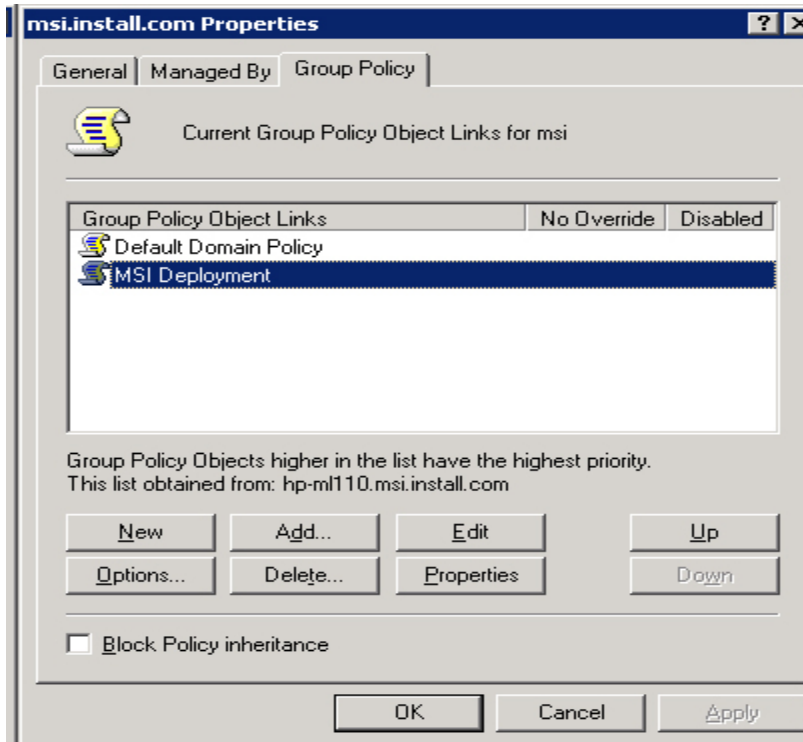 msi.install.com Properties
General Managed By Group Policy
Current Group Policy Object Links for msi
Group Policy Object Links No Override Disabled
Default Domain Policy
MSI Deployment
Group Policy Objects higher in the list have the highest priority.
This list obtained from: hp-ml110.msi.install.com
New Add... Edit Up
Options... Delete... Properties Down
Block Policy inheritance
OK Cancel Apply